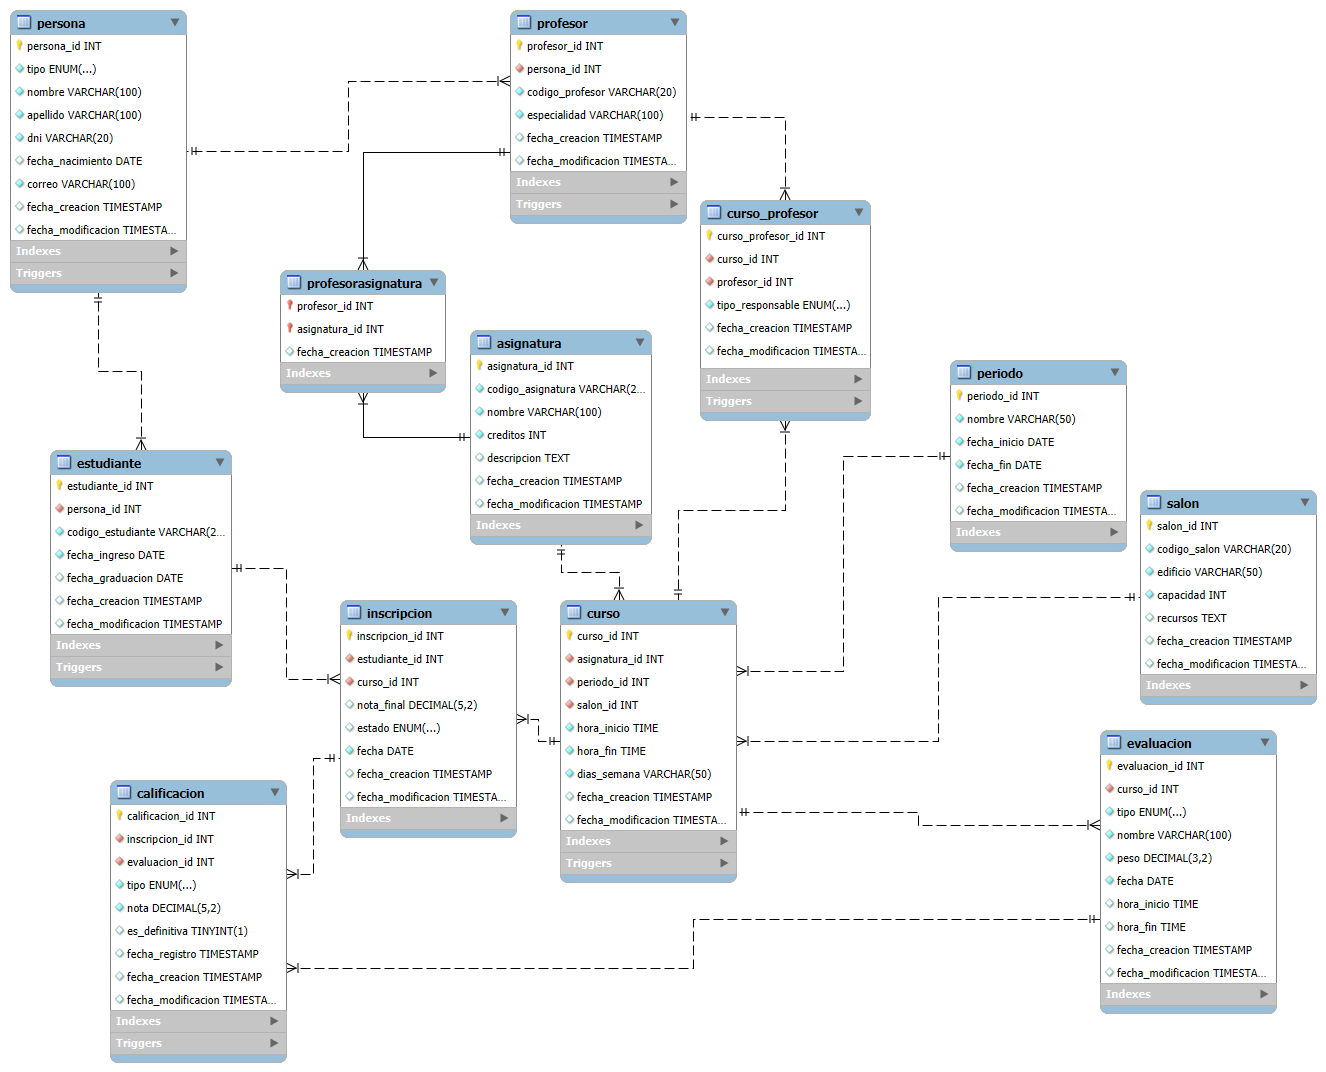 persona
persona_id INT
tipo ENUM(...)
nombre VARCHAR(100)
apellido VARCHAR(100)
dni VARCHAR(20)
fecha_nacimiento DATE
correo VARCHAR(100)
fecha_creacion TIMESTAMP
fecha_modificacion TIMESTA...
Indexes
Triggers
profesor
profesor_id INT
persona_id INT
codigo_profesor VARCHAR(20)
especialidad VARCHAR(100)
fecha_creacion TIMESTAMP
fecha_modificacion TIMESTA...
Indexes
Triggers
curso_profesor
curso_profesor_id INT
curso_id INT
profesor_id INT
tipo_responsable ENUM(...)
fecha_creacion TIMESTAMP
fecha_modificacion TIMESTA...
Indexes
Triggers
profesorasignatura
profesor_id INT
asignatura_id INT
fecha_creacion TIMESTAMP
Indexes
asignatura
asignatura_id INT
codigo_asignatura VARCHAR(2...
nombre VARCHAR(100)
creditos INT
descripcion TEXT
fecha_creacion TIMESTAMP
fecha_modificacion TIMESTAMP
Indexes
periodo
periodo_id INT
nombre VARCHAR(50)
fecha_inicio DATE
fecha_fin DATE
fecha_creacion TIMESTAMP
fecha_modificacion TIMESTA...
Indexes
estudiante
estudiante_id INT
persona_id INT
codigo_estudiante VARCHAR(2...
fecha_ingreso DATE
fecha_graduacion DATE
fecha_creacion TIMESTAMP
fecha_modificacion TIMESTAMP
Indexes
Triggers
salon
salon_id INT
codigo_salon VARCHAR(20)
edificio VARCHAR(50)
capacidad INT
recursos TEXT
fecha_creacion TIMESTAMP
fecha_modificacion TIMESTA...
Indexes
inscripcion
inscripcion_id INT
estudiante_id INT
curso_id INT
nota_final DECIMAL(5,2)
estado ENUM(...)
fecha DATE
fecha_creacion TIMESTAMP
fecha_modificacion TIMESTA...
Indexes
curso
curso_id INT
asignatura_id INT
periodo_id INT
salon_id INT
hora_inicio TIME
hora_fin TIME
dias_semana VARCHAR(50)
fecha_creacion TIMESTAMP
fecha_modificacion TIMESTA...
Indexes
Triggers
evaluacion
evaluacion_id INT
curso_id INT
tipo ENUM(...)
nombre VARCHAR(100)
peso DECIMAL(3,2)
fecha DATE
hora_inicio TIME
hora_fin TIME
fecha_creacion TIMESTAMP
fecha_modificacion TIMESTA...
Indexes
calificacion
calificacion_id INT
inscripcion_id INT
evaluacion_id INT
tipo ENUM(...)
nota DECIMAL(5,2)
es_definitiva TINYINT(1)
fecha_registro TIMESTAMP
fecha_creacion TIMESTAMP
fecha_modificacion TIMESTA...
Indexes
Triggers